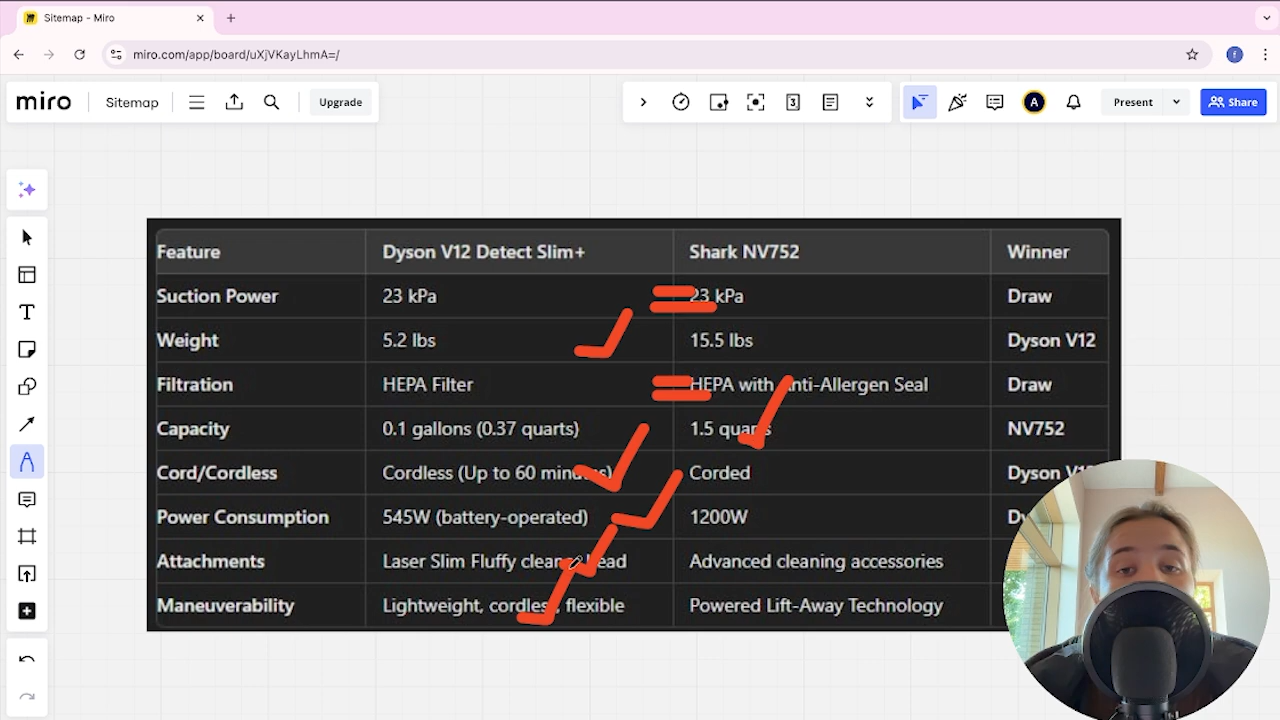 Sitemap - Miro
miro.com/app/board/uXjVKayLhmA=/
miro Sitemap Upgrade 3 A Present Share
Feature Dyson V12 Detect Slim+ Shark NV752 Winner
Suction Power 23 kPa 23 kPa Draw
Weight 5.2 lbs 15.5 lbs Dyson V12
Filtration HEPA Filter HEPA with Anti-Allergen Seal Draw
Capacity 0.1 gallons (0.37 quarts) 1.5 quarts NV752
Cord/Cordless Cordless (Up to 60 minutes) Corded Dyson
Power Consumption 545W (battery-operated) 1200W
Attachments Laser Slim Fluffy cleaner head Advanced cleaning accessories
Maneuverability Lightweight, cordless, flexible Powered Lift-Away Technology